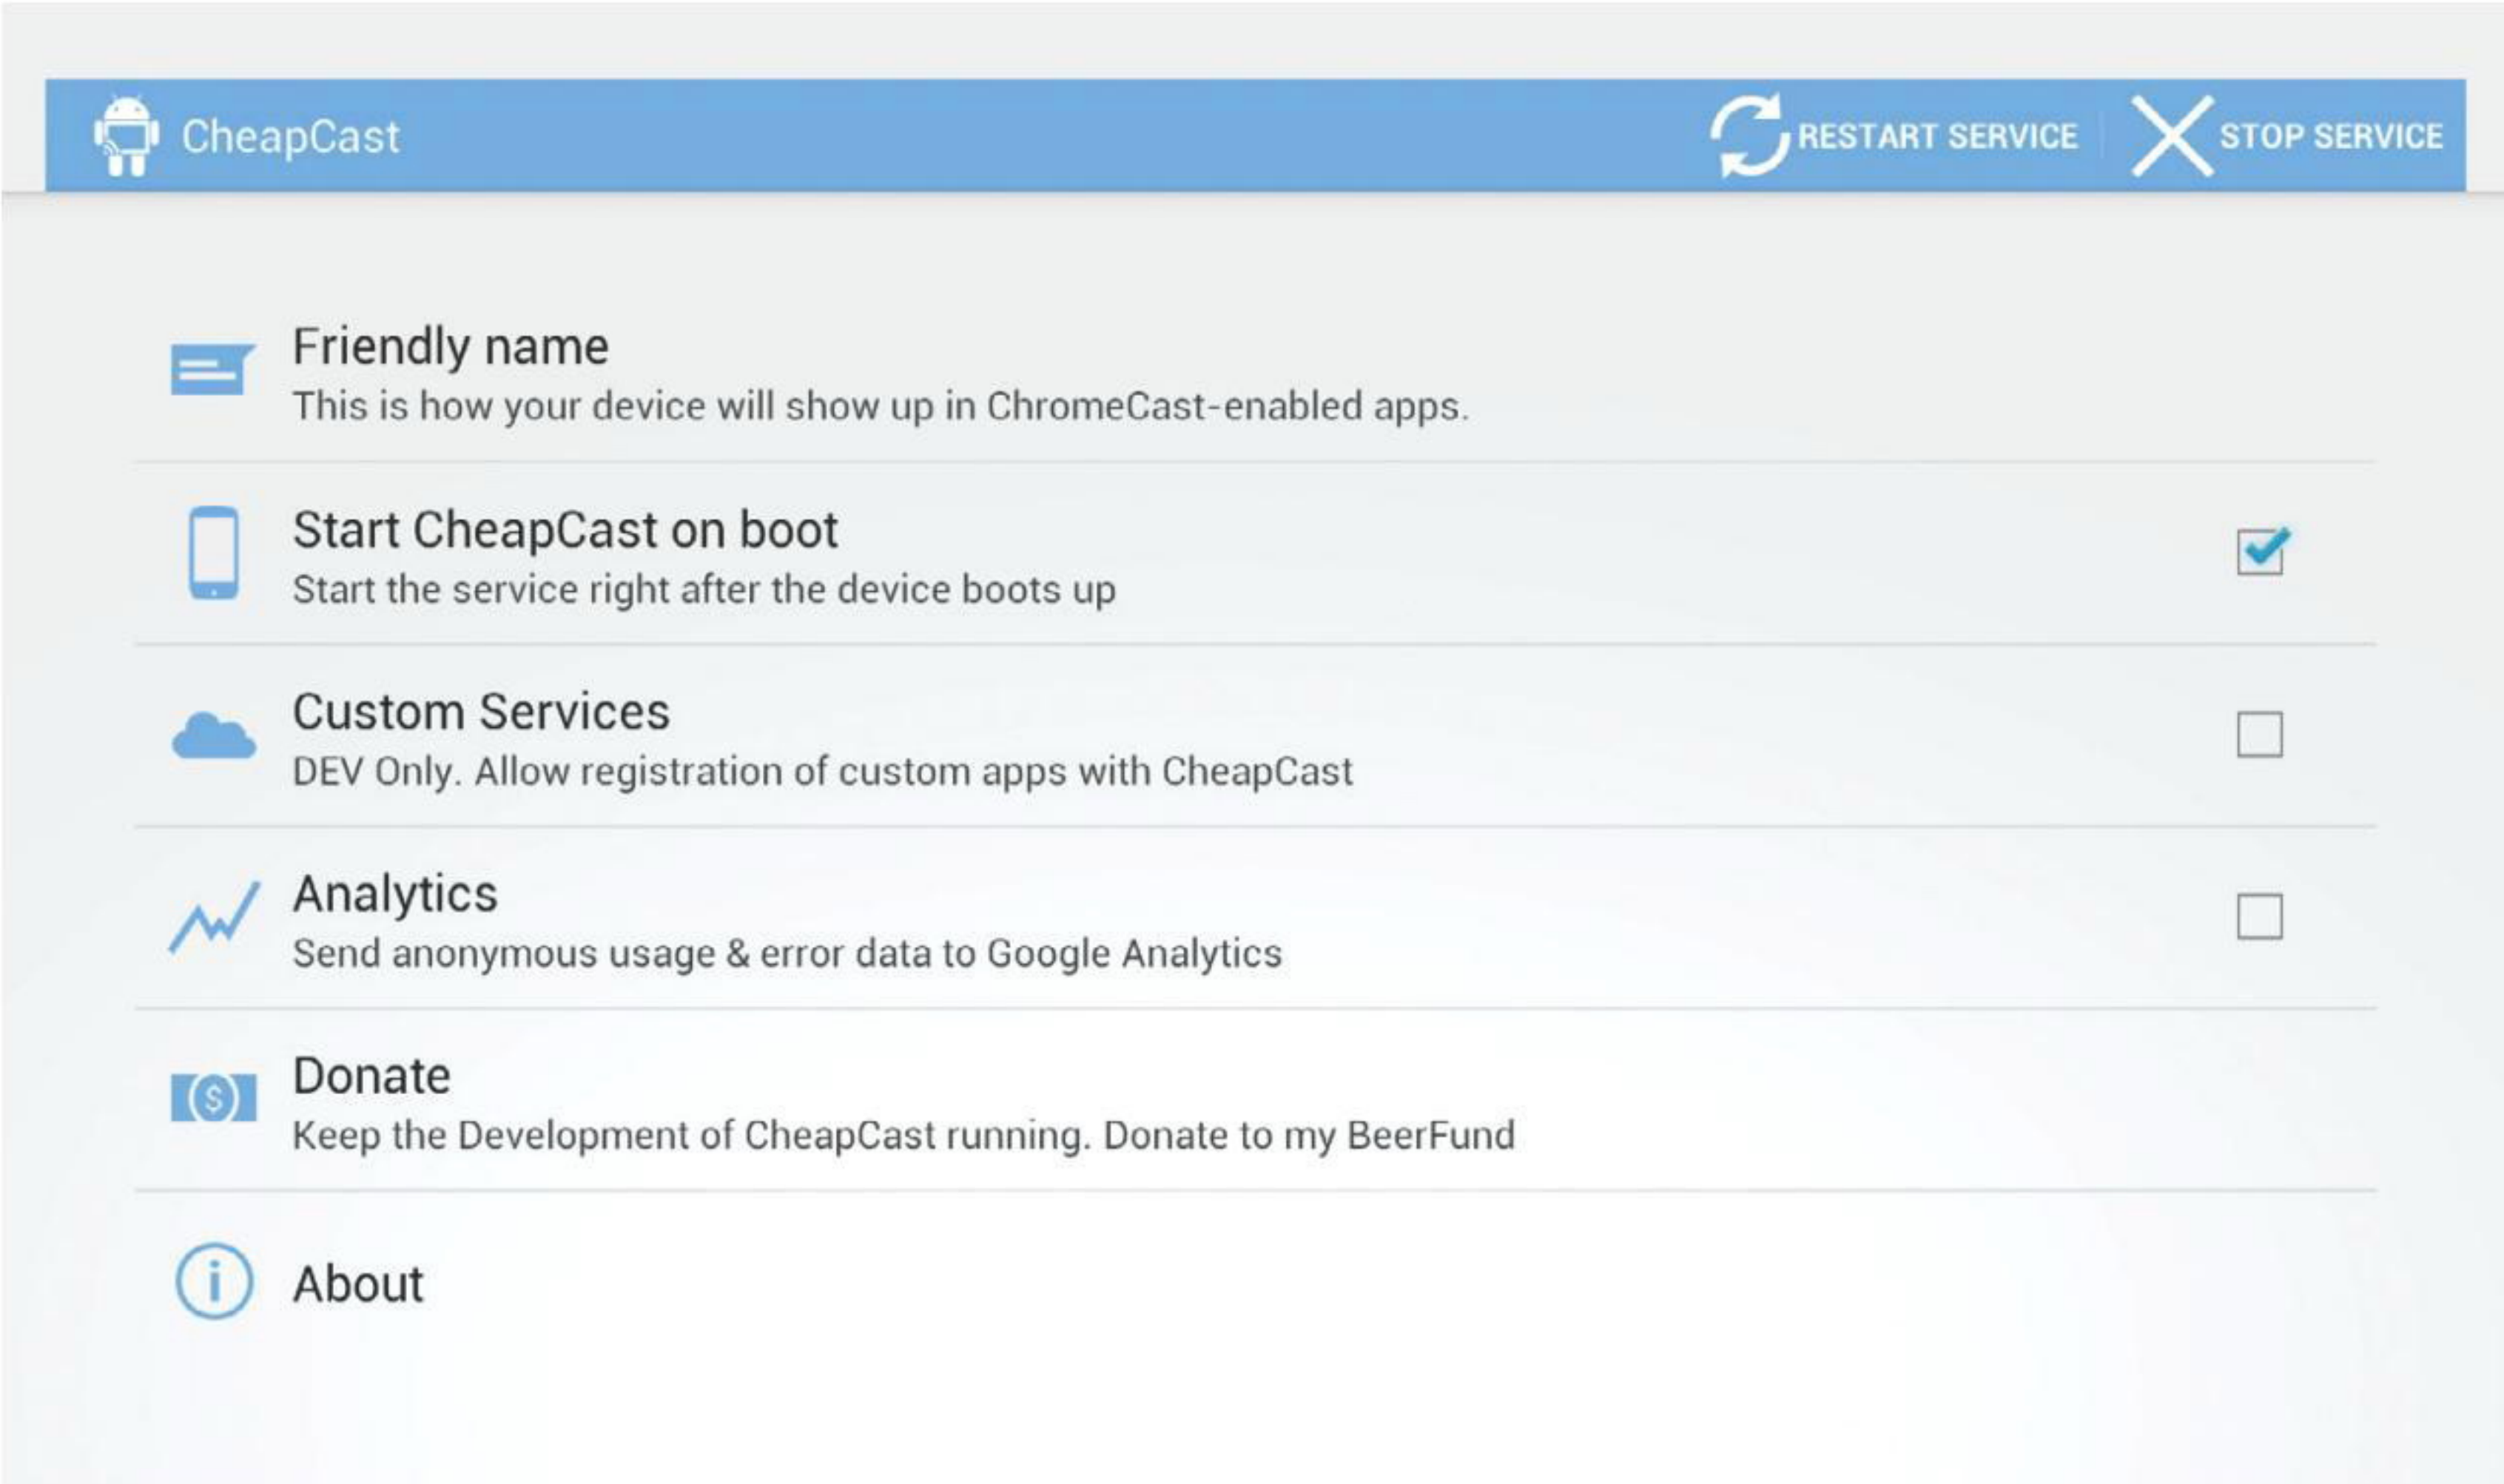 CheapCast
RESTART SERVICE
STOP SERVICE
Friendly name
This is how your device will show up in ChromeCast-enabled apps.
Start CheapCast on boot
Start the service right after the device boots up
Custom Services
DEV Only. Allow registration of custom apps with CheapCast
Analytics
Send anonymous usage & error data to Google Analytics
Donate
Keep the Development of CheapCast running. Donate to my BeerFund
About